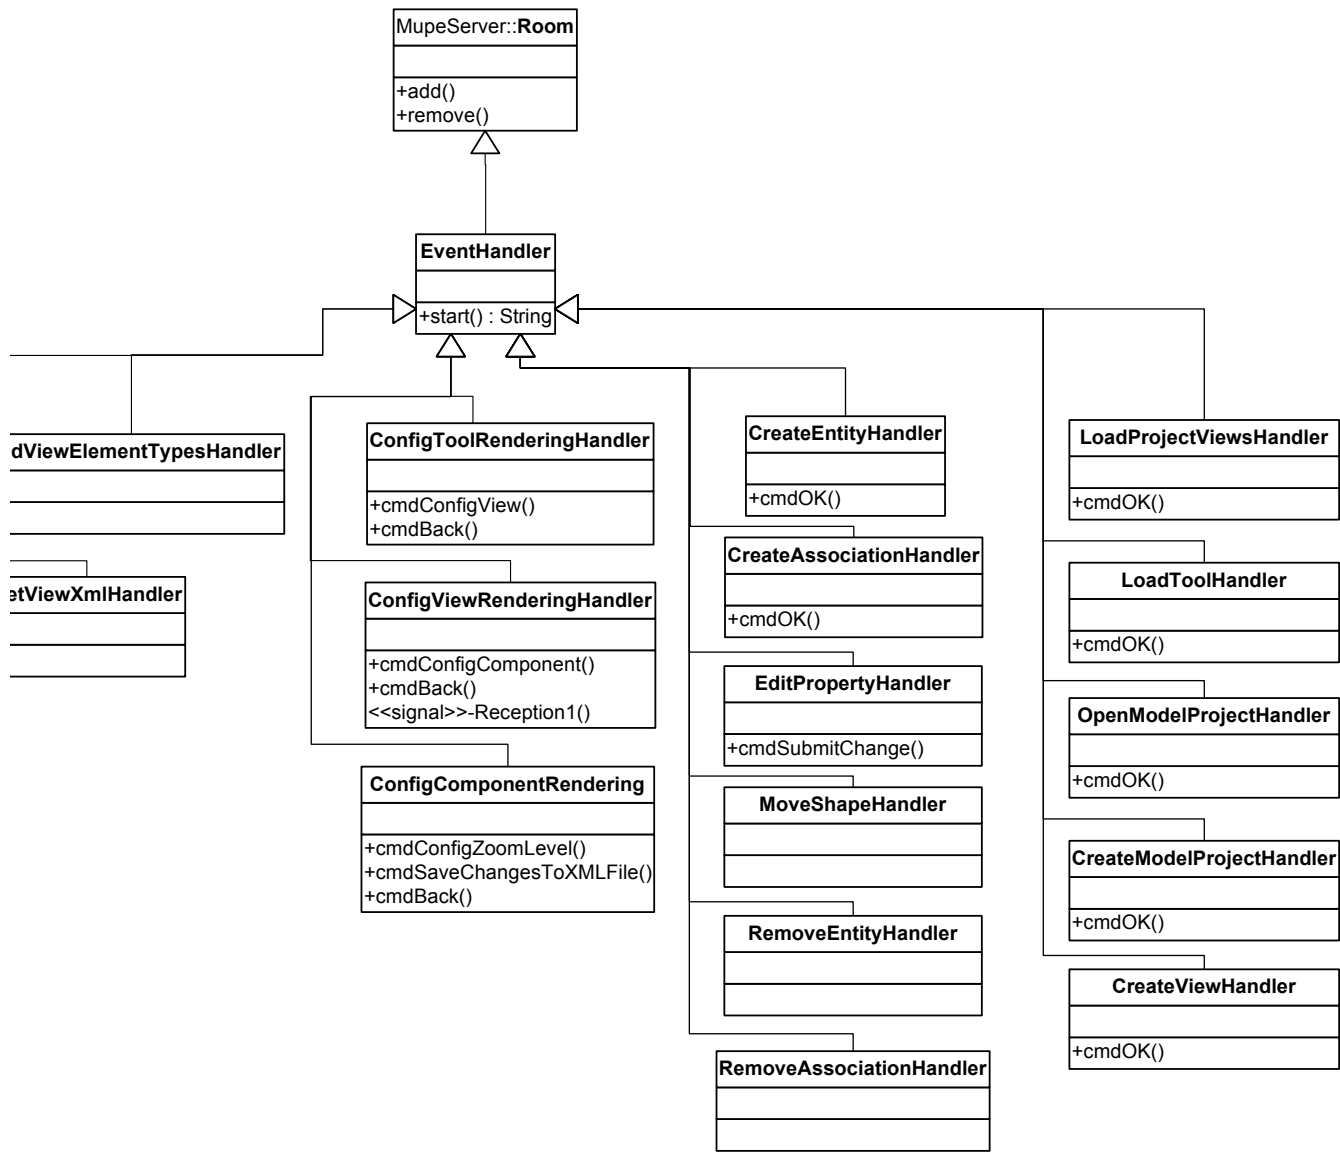 MupeServer::Room
+add()
+remove()
EventHandler
+start() : String
dViewElementTypesHandler
etViewXmlHandler
ConfigToolRenderingHandler
+cmdConfigView()
+cmdBack()
ConfigViewRenderingHandler
+cmdConfigComponent()
+cmdBack()
<<signal>>-Reception1()
ConfigComponentRendering
+cmdConfigZoomLevel()
+cmdSaveChangesToXMLFile()
+cmdBack()
CreateEntityHandler
+cmdOK()
CreateAssociationHandler
+cmdOK()
EditPropertyHandler
+cmdSubmitChange()
MoveShapeHandler
RemoveEntityHandler
RemoveAssociationHandler
LoadProjectViewsHandler
+cmdOK()
LoadToolHandler
+cmdOK()
OpenModelProjectHandler
+cmdOK()
CreateModelProjectHandler
+cmdOK()
CreateViewHandler
+cmdOK()